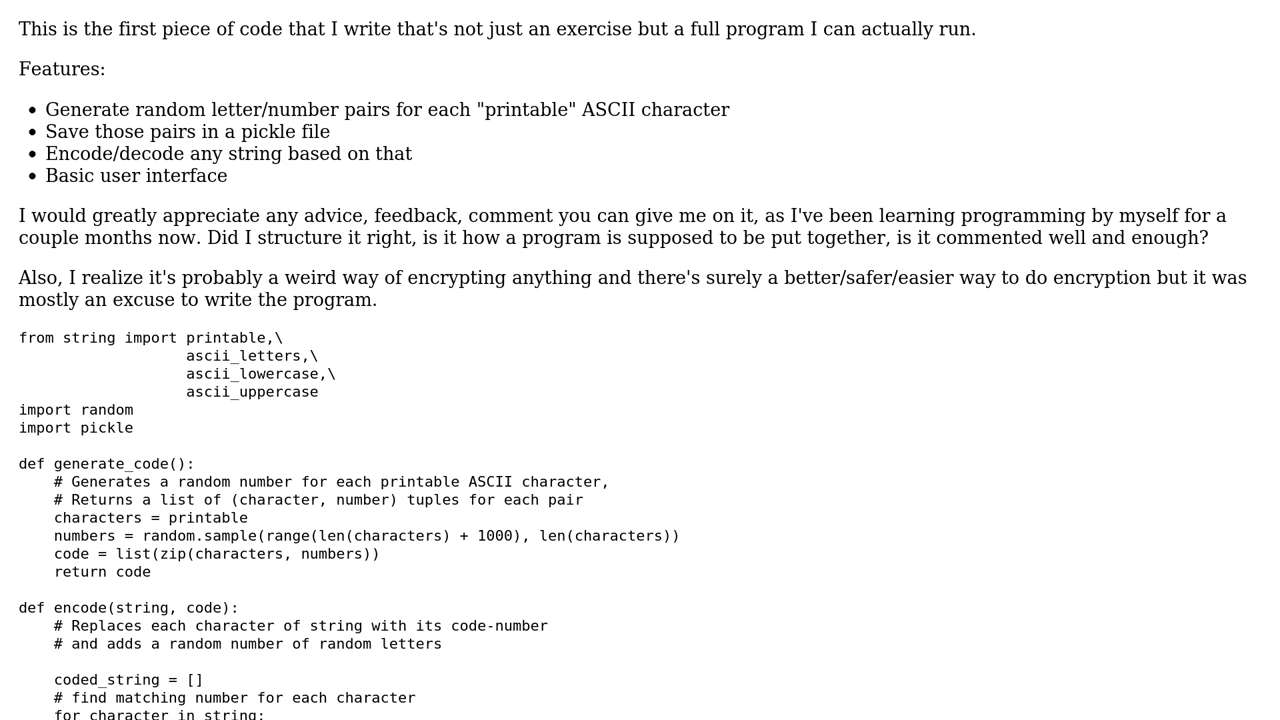 This is the first piece of code that I write that's not just an exercise but a full program I can actually run.
Features:
• Generate random letter/number pairs for each "printable" ASCII character
• Save those pairs in a pickle file
• Encode/decode any string based on that
• Basic user interface
I would greatly appreciate any advice, feedback, comment you can give me on it, as I've been learning programming by myself for a
couple months now. Did I structure it right, is it how a program is supposed to be put together, is it commented well and enough?
Also, I realize it's probably a weird way of encrypting anything and there's surely a better/safer/easier way to do encryption but it was
mostly an excuse to write the program.
from string import printable,\
                   ascii_letters,\
                   ascii_lowercase,\
                   ascii_uppercase
import random
import pickle
def generate_code():
    # Generates a random number for each printable ASCII character,
    # Returns a list of (character, number) tuples for each pair
    characters = printable
    numbers = random.sample(range(len(characters) + 1000), len(characters))
    code = list(zip(characters, numbers))
    return code
def encode(string, code):
    # Replaces each character of string with its code-number
    # and adds a random number of random letters
    coded_string = []
    # find matching number for each character
    for character in string: